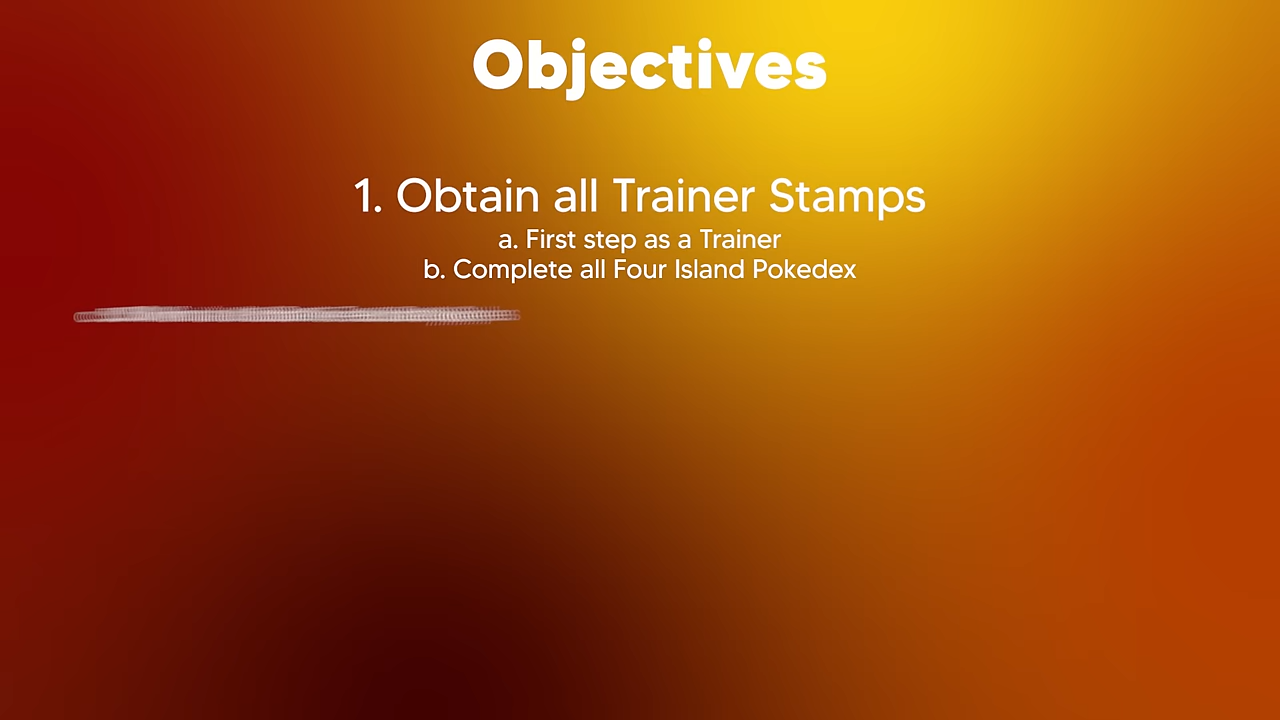 Objectives
1. Obtain all Trainer Stamps
a. First step as a Trainer
b. Complete all Four Island Pokedex